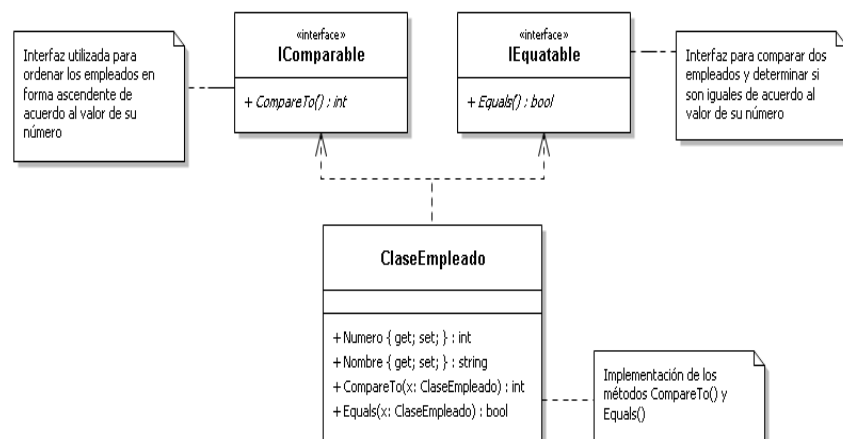 Interfaz utilizada para
ordenar los empleados en
forma ascendente de
acuerdo al valor de su
número
«interface»
IComparable
+ CompareTo() : int
«interface»
IEquatable
+ Equals() : bool
Interfaz para comparar dos
empleados y determinar si
son iguales de acuerdo al
valor de su número
ClaseEmpleado
+ Numero { get; set; } : int
+ Nombre { get; set; } : string
+ CompareTo(x: ClaseEmpleado) : int
+ Equals(x: ClaseEmpleado) : bool
Implementación de los
métodos CompareTo() y
Equals()